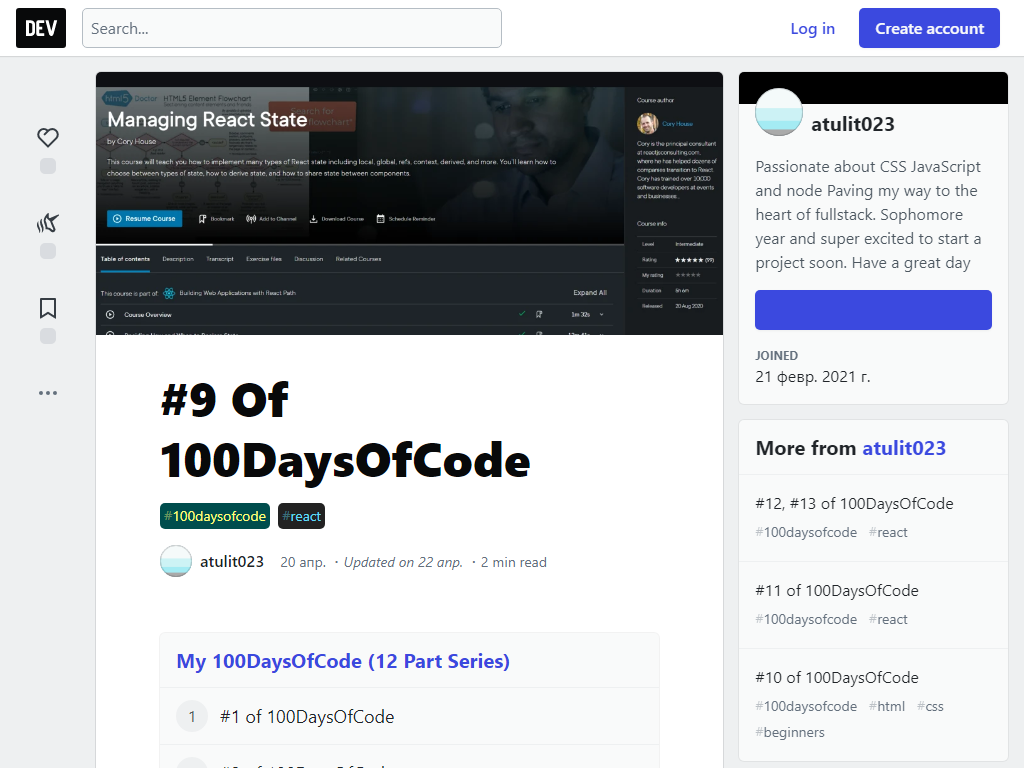 DEV
Search...
Log in
Create account
Managing React State
by Cory House
This course will teach you how to implement many types of React state including local, global, refs, context, derived, and more. You'll learn how to
choose between types of state, how to derive state, and how to share state between components.
Resume Course
Bookmark
Add to Channel
Download Course
Schedule Reminder
Table of contents
Description
Transcript
Exercise files
Discussion
Related Courses
This course is part of
Building Web Applications with React Path
Expand All
Course Overview
1m 32s
Course author
Cory House
Cory is the principal consultant
at reactjsconsulting.com,
where he has helped dozens of
companies transition to React.
Cory has trained over 10,000
software developers at events
and businesses...
Course info
Level
Intermediate
Rating
★★★★★ (59)
My rating
★★★★★
Duration
5h 6m
Released
20 Aug 2020
#9 Of
100DaysOfCode
#100daysofcode
#react
atulit023
20 апр.
・Updated on 22 апр.
・2 min read
My 100DaysOfCode (12 Part Series)
1
#1 of 100DaysOfCode
atulit023
Passionate about CSS JavaScript
and node Paving my way to the
heart of fullstack. Sophomore
year and super excited to start a
project soon. Have a great day
JOINED
21 февр. 2021 г.
More from atulit023
#12, #13 of 100DaysOfCode
#100daysofcode #react
#11 of 100DaysOfCode
#100daysofcode #react
#10 of 100DaysOfCode
#100daysofcode #html #css
#beginners